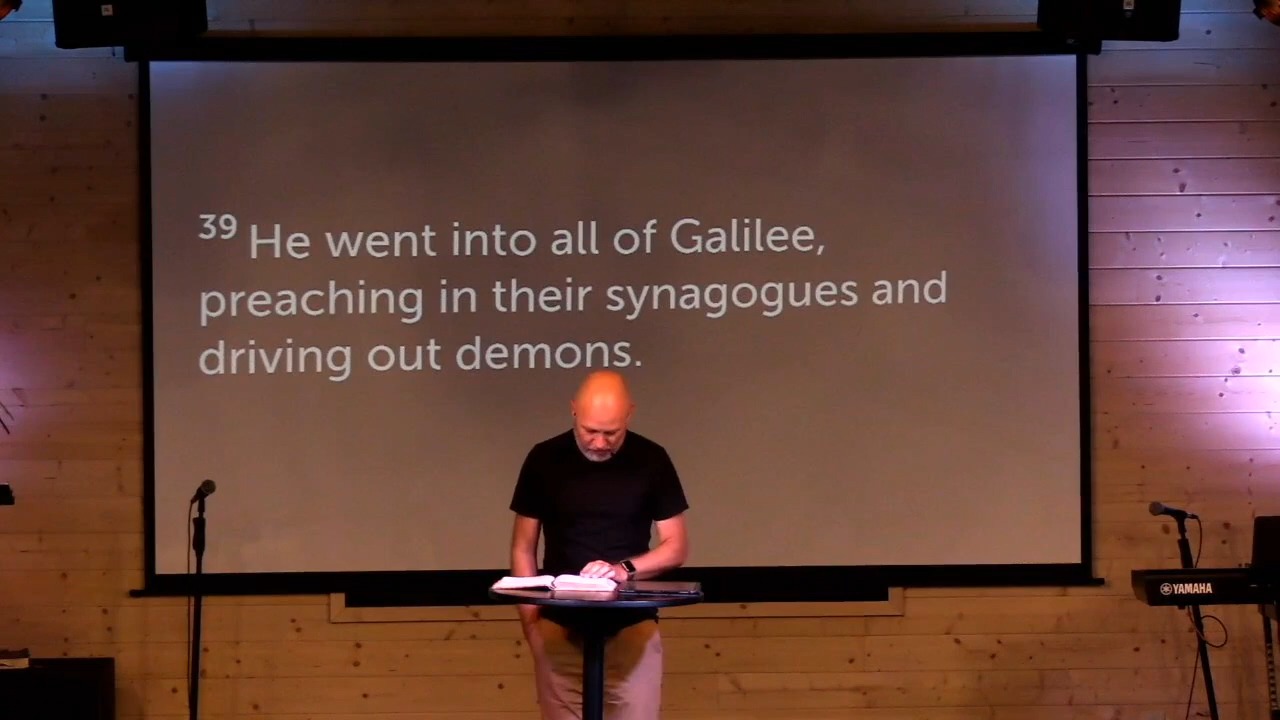 39 He went into all of Galilee,
preaching in their synagogues and
driving out demons.
YAMAHA